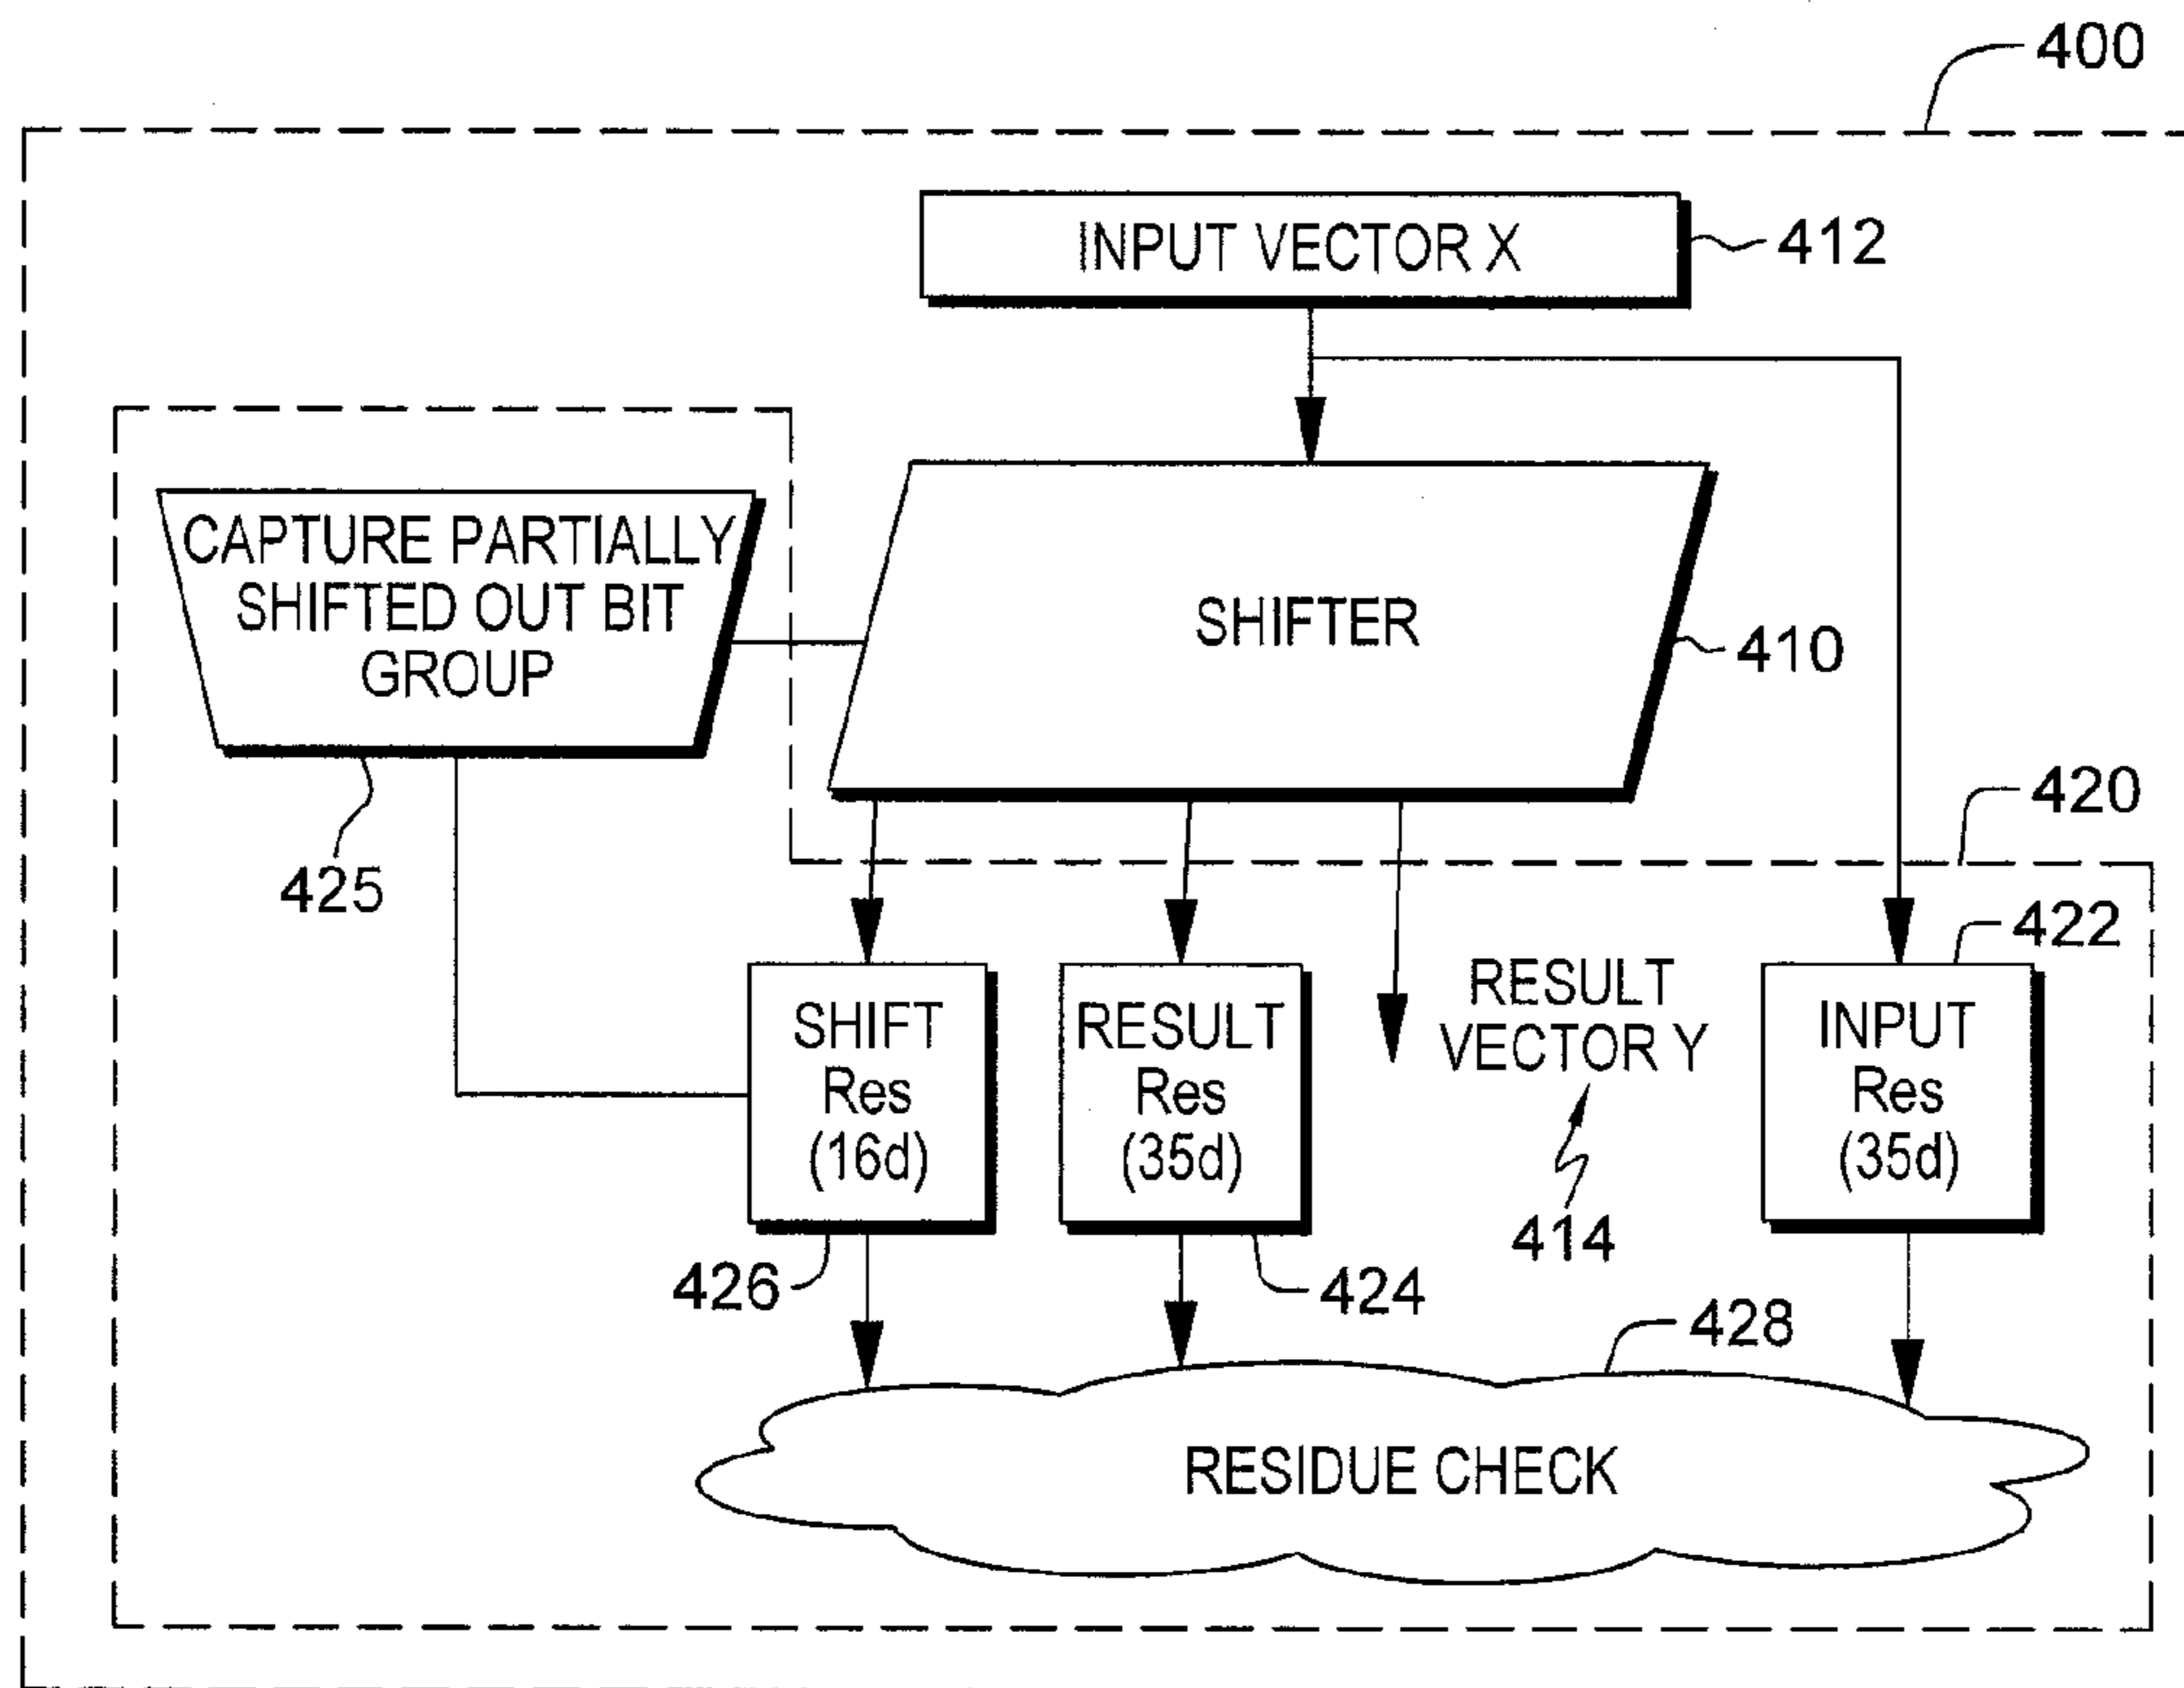 400
INPUT VECTOR X
412
CAPTURE PARTIALLY
SHIFTED OUT BIT
GROUP
SHIFTER
410
425
420
422
SHIFT
Res
(16d)
RESULT
Res
(35d)
RESULT
VECTOR Y
INPUT
Res
(35d)
414
426
424
428
RESIDUE CHECK